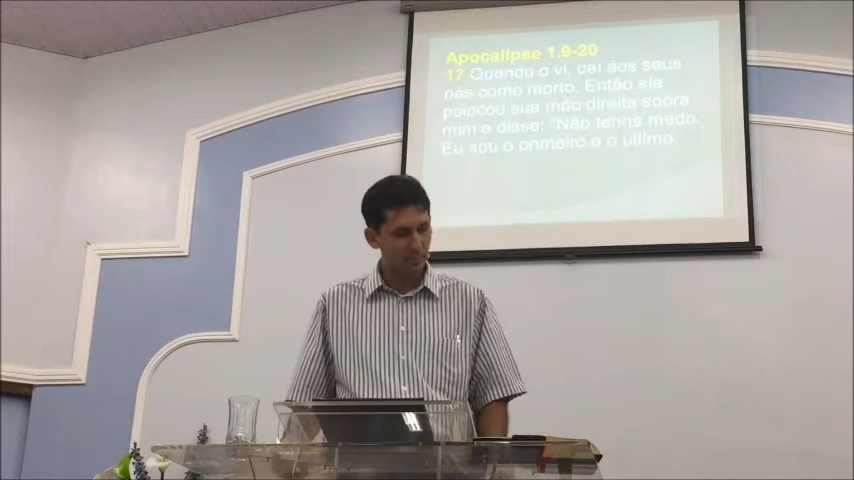 Apocalipse 1.9-20
17 Quando o vi, caí aos seus
pés como morto. Então ele
colocou sua mão direita sobre
mim e disse: "Não tenha medo.
Eu sou o primeiro e o último.